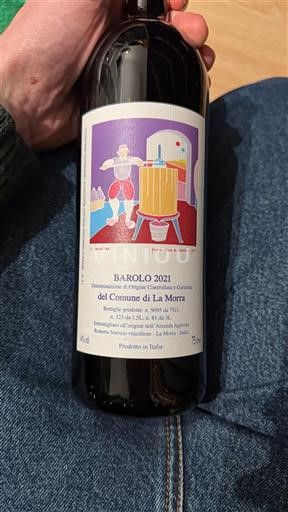 BAROLO 2021
Denominazione di Origine Controllata e Garantita
del Comune di La Morra
Bottiglie prodotte: n. 9095 da 75cl.
n. 123 da 1.5L, n. 81 da 3L.
Imbottigliato all'origine nell'Azienda Agricola
Roberto Voerzio viticoltore - La Morra - Italia
Prodotto in Italia